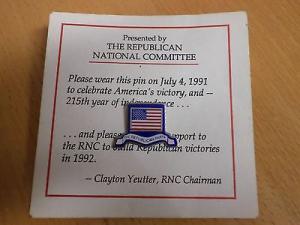 Presented by
THE REPUBLICAN
NATIONAL COMMITTEE
Please wear this pin on July 4, 1991
to celebrate America's victory, and —
215th year of independence . . .
. . . and please support to
the RNC to build Republican victories
in 1992.
— Clayton Yeutter, RNC Chairman